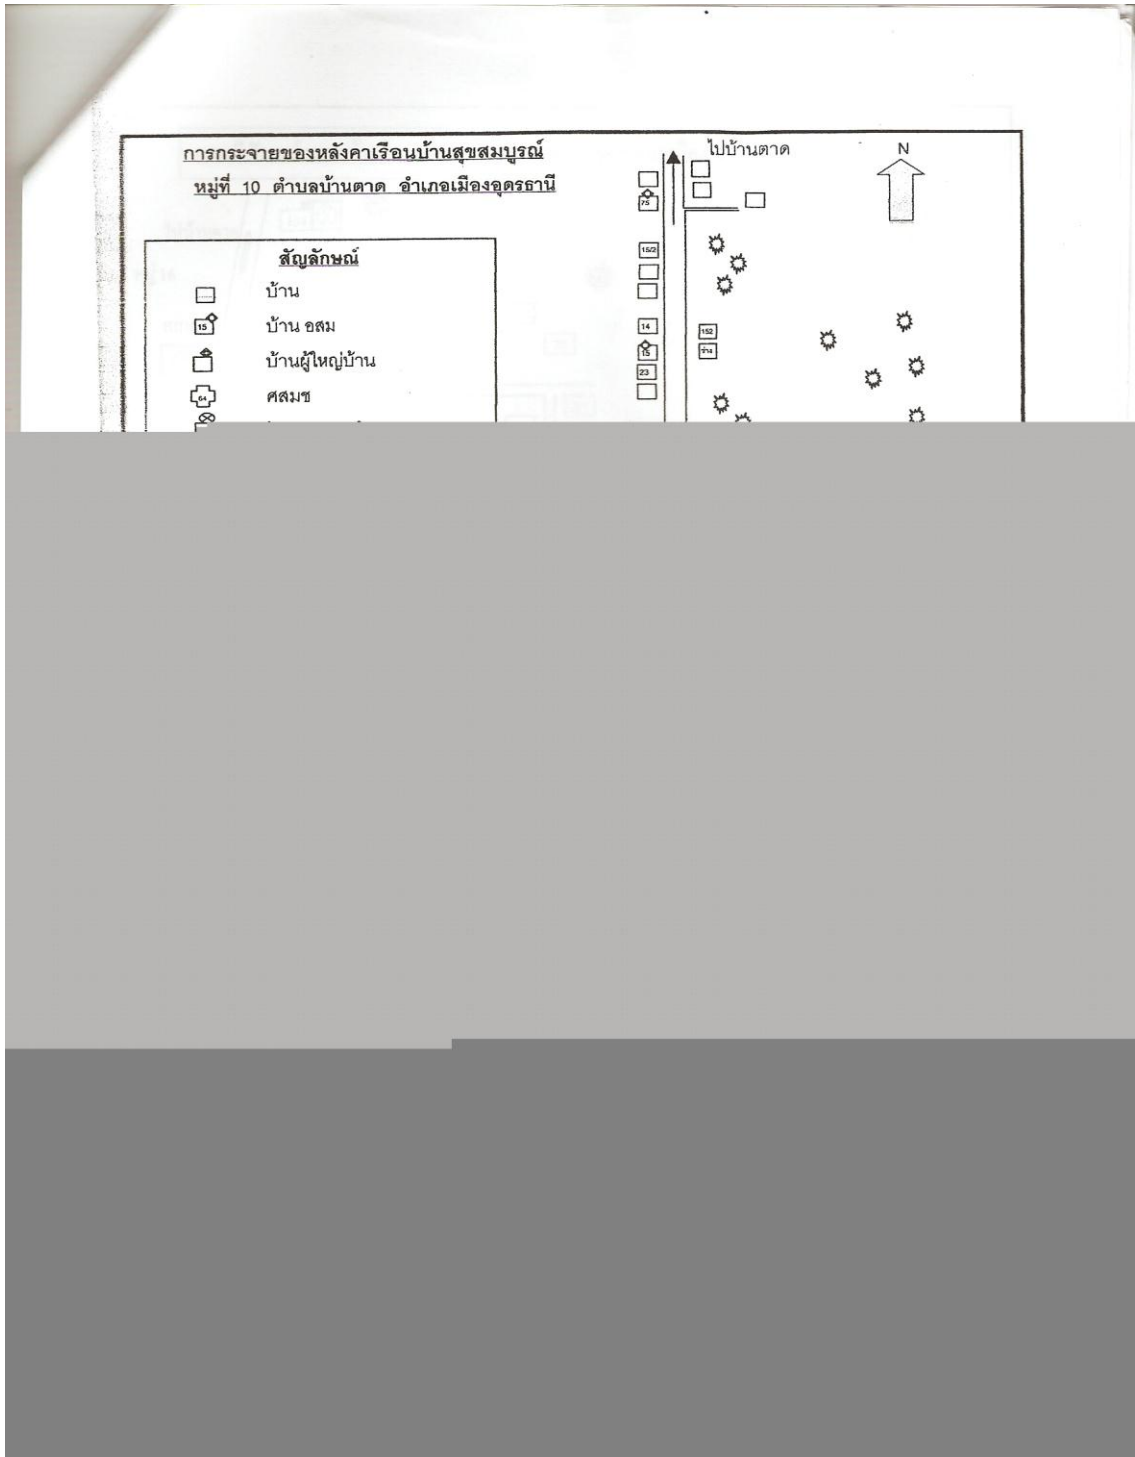 การกระจายของหลังคาเรือนบ้านสุขสมบูรณ์
หมู่ที่ 10 ตำบลบ้านตาด อำเภอเมืองอุดรธานี
ไปบ้านตาด
N
สัญลักษณ์
บ้าน
15
บ้าน อสม
บ้านผู้ใหญ่บ้าน
64
ศสมช
75
15/2
14
15
23
152
ว่าง